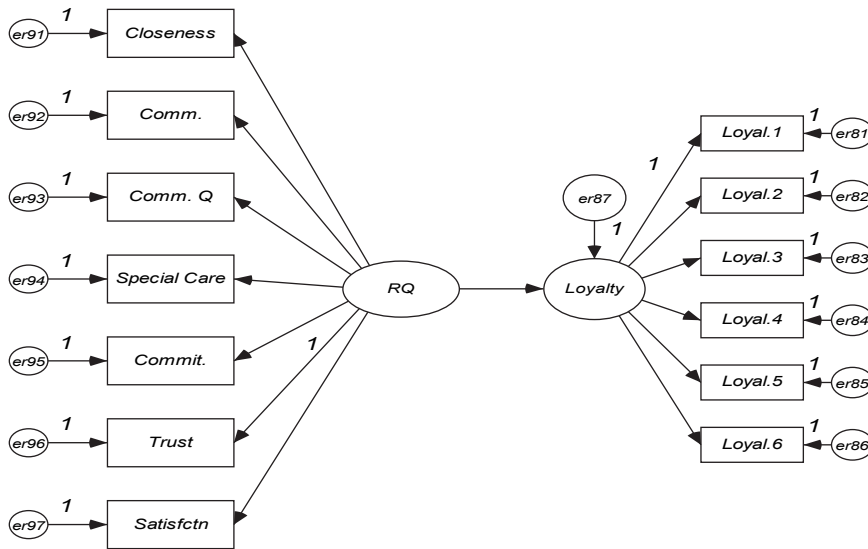 er91 1 Closeness
er92 1 Comm.
er93 1 Comm. Q
er94 1 Special Care
er95 1 Commit.
er96 1 Trust
er97 1 Satisfctn
1
RQ
er87
1
Loyalty
1
Loyal.1 1 er81
Loyal.2 1 er82
Loyal.3 1 er83
Loyal.4 1 er84
Loyal.5 1 er85
Loyal.6 1 er86